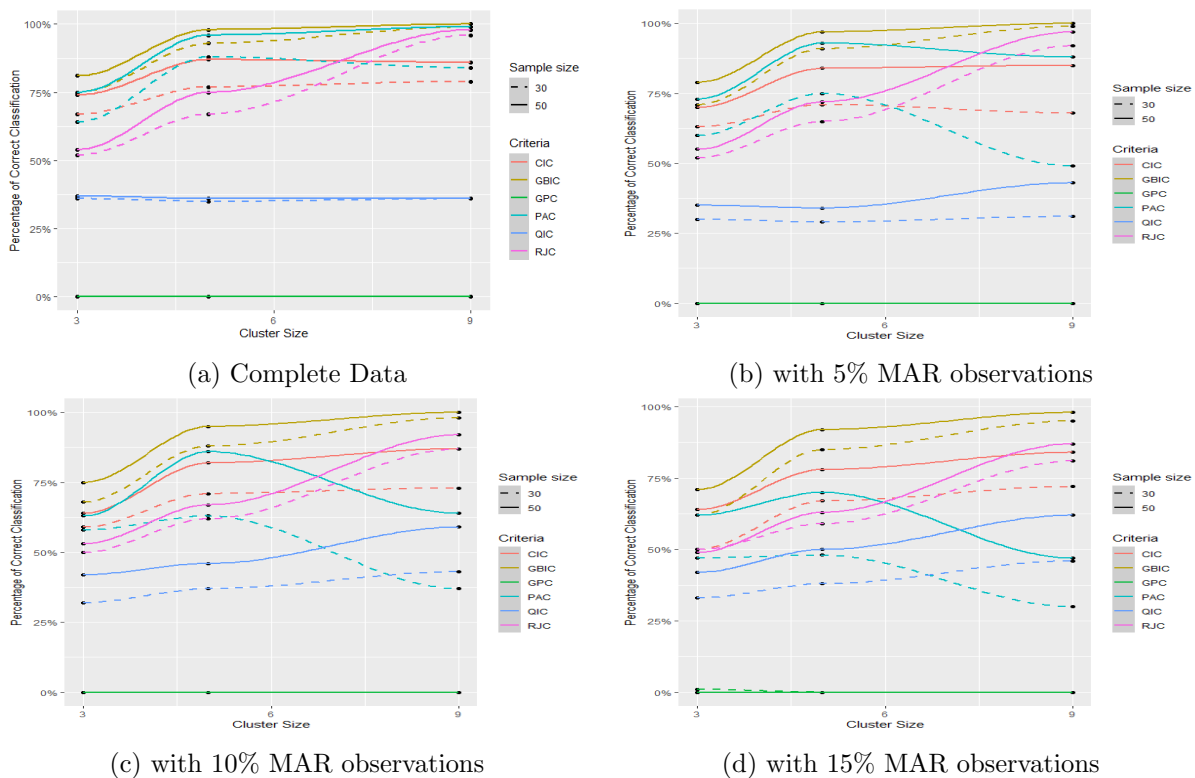 Percentage of Correct Classification
100%
75%
50%
25%
0%
3
6
9
Cluster Size
Sample size
30
50
Criteria
CIC
GBIC
GPC
PAC
QIC
RJC
(a) Complete Data
Percentage of Correct Classification
100%
75%
50%
25%
0%
3
6
9
Cluster Size
Sample size
30
50
Criteria
CIC
GBIC
GPC
PAC
QIC
RJC
(b) with 5% MAR observations
Percentage of Correct Classification
100%
75%
50%
25%
0%
3
6
9
Cluster Size
Sample size
30
50
Criteria
CIC
GBIC
GPC
PAC
QIC
RJC
(c) with 10% MAR observations
Percentage of Correct Classification
100%
75%
50%
25%
0%
3
6
9
Cluster Size
Sample size
30
50
Criteria
CIC
GBIC
GPC
PAC
QIC
RJC
(d) with 15% MAR observations